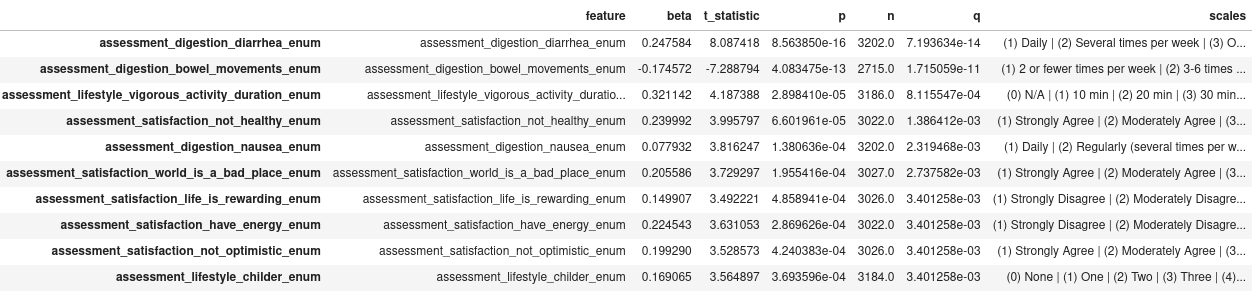 feature beta t_statistic p n q scales
assessment_digestion_diarrhea_enum assessment_digestion_diarrhea_enum 0.247584 8.087418 8.563850e-16 3202.0 7.193634e-14 (1) Daily | (2) Several times per week | (3) O...
assessment_digestion_bowel_movements_enum assessment_digestion_bowel_movements_enum -0.174572 -7.288794 4.083475e-13 2715.0 1.715059e-11 (1) 2 or fewer times per week | (2) 3-6 times ...
assessment_lifestyle_vigorous_activity_duration_enum assessment_lifestyle_vigorous_activity_duratio... 0.321142 4.187388 2.898410e-05 3186.0 8.115547e-04 (0) N/A | (1) 10 min | (2) 20 min | (3) 30 min...
assessment_satisfaction_not_healthy_enum assessment_satisfaction_not_healthy_enum 0.239992 3.995797 6.601961e-05 3022.0 1.386412e-03 (1) Strongly Agree | (2) Moderately Agree | (3...
assessment_digestion_nausea_enum assessment_digestion_nausea_enum 0.077932 3.816247 1.380636e-04 3202.0 2.319468e-03 (1) Daily | (2) Regularly (several times per w...
assessment_satisfaction_world_is_a_bad_place_enum assessment_satisfaction_world_is_a_bad_place_enum 0.205586 3.729297 1.955416e-04 3027.0 2.737582e-03 (1) Strongly Agree | (2) Moderately Agree | (3...
assessment_satisfaction_life_is_rewarding_enum assessment_satisfaction_life_is_rewarding_enum 0.149907 3.492221 4.858941e-04 3026.0 3.401258e-03 (1) Strongly Disagree | (2) Moderately Disagre...
assessment_satisfaction_have_energy_enum assessment_satisfaction_have_energy_enum 0.224543 3.631053 2.869626e-04 3022.0 3.401258e-03 (1) Strongly Disagree | (2) Moderately Disagre...
assessment_satisfaction_not_optimistic_enum assessment_satisfaction_not_optimistic_enum 0.199290 3.528573 4.240383e-04 3026.0 3.401258e-03 (1) Strongly Agree | (2) Moderately Agree | (3...
assessment_lifestyle_childer_enum assessment_lifestyle_childer_enum 0.169065 3.564897 3.693596e-04 3184.0 3.401258e-03 (0) None | (1) One | (2) Two | (3) Three | (4)...